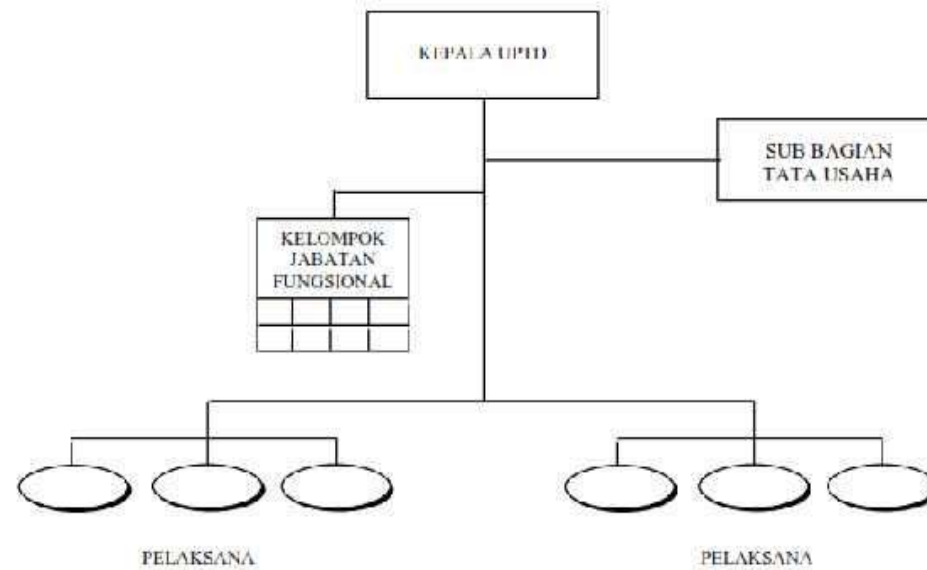 KEPALA UPTD
SUB BAGIAN
TATA USAHA
KELOMPOK
JABATAN
FUNGSIONAL
PELAKSANA
PELAKSANA